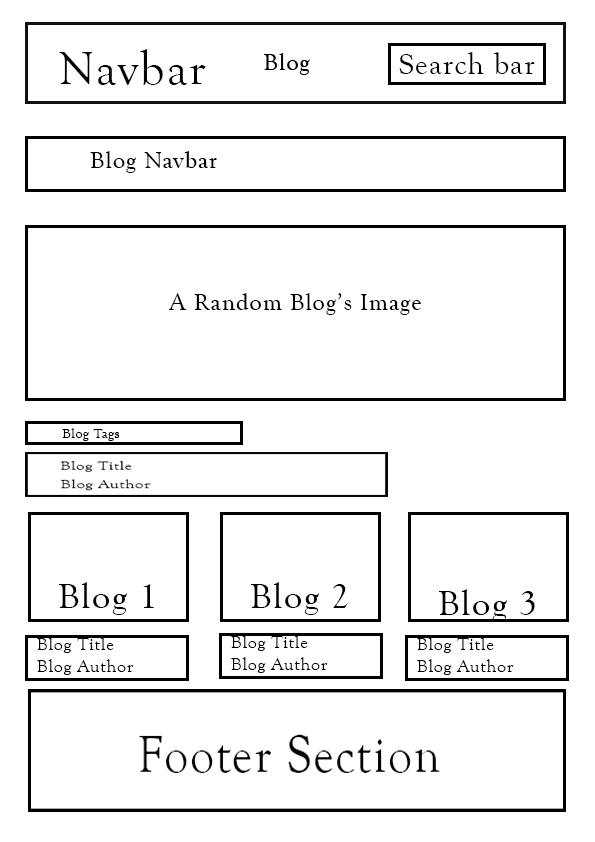 Navbar
Blog
Search bar
Blog Navbar
A Random Blog's Image
Blog Tags
Blog Title
Blog Author
Blog 1
Blog 2
Blog 3
Blog Title
Blog Author
Blog Title
Blog Author
Blog Title
Blog Author
Footer Section